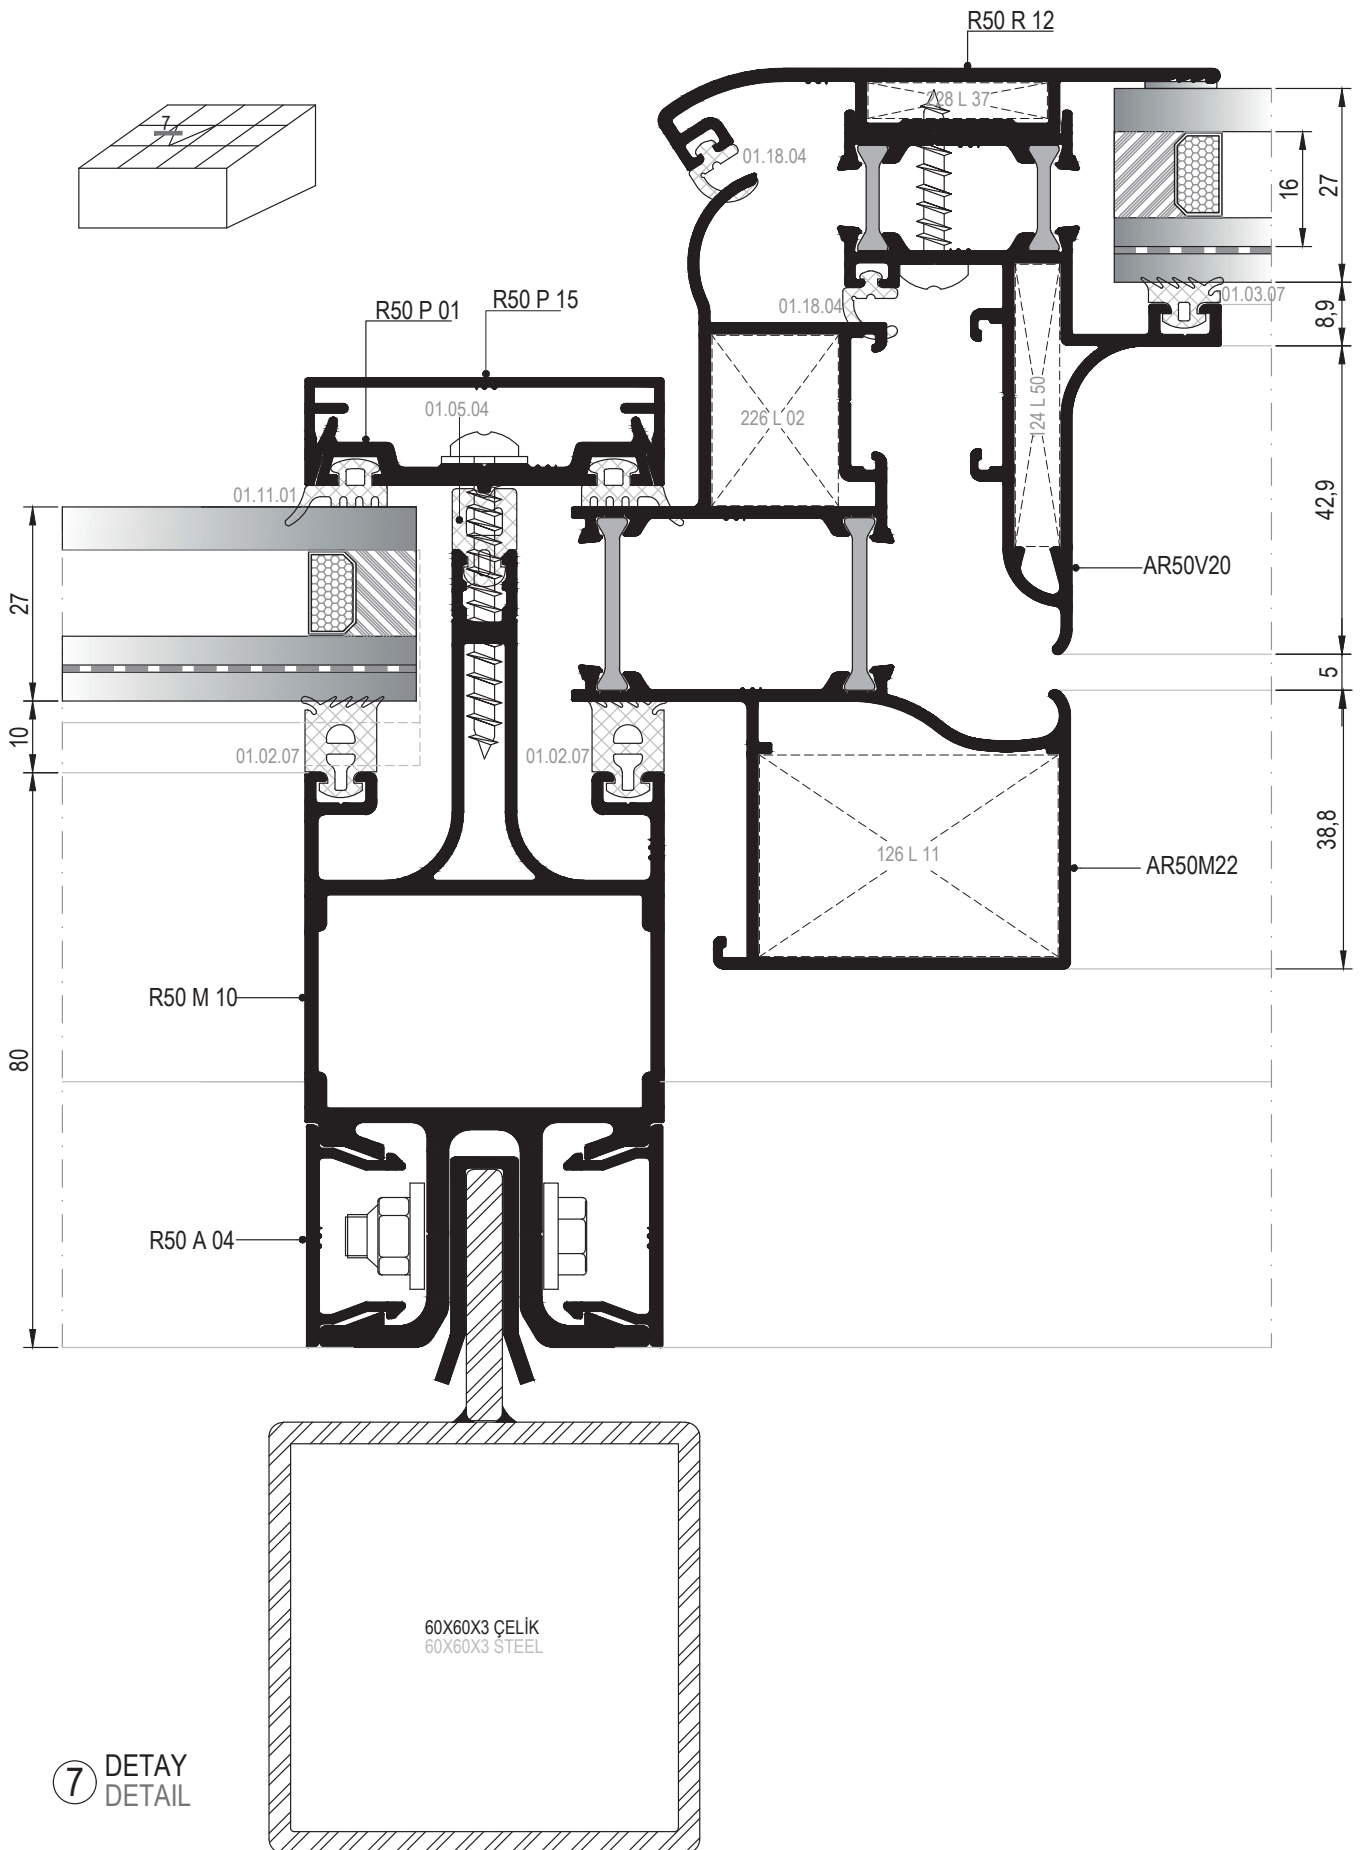 R50 R 12
7
228 L 37
01.18.04
16
27
R50 P 01
R50 P 15
01.18.04
01.03.07
8,9
01.05.04
226 L 02
124 L 50
01.11.01
42,9
AR50V20
27
5
10
01.02.07
01.02.07
38,8
126 L 11
AR50M22
R50 M 10
80
R50 A 04
60X60X3 ÇELİK
60X60X3 STEEL
7
DETAY
DETAIL